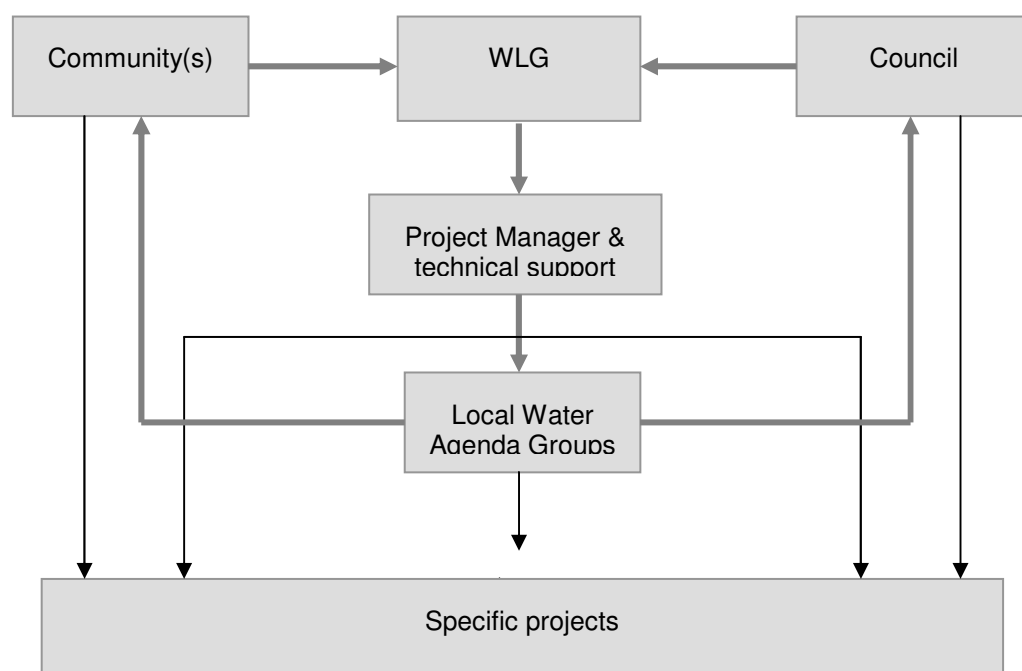 Community(s)
WLG
Council
Project Manager &
technical support
Local Water
Agenda Groups
Specific projects